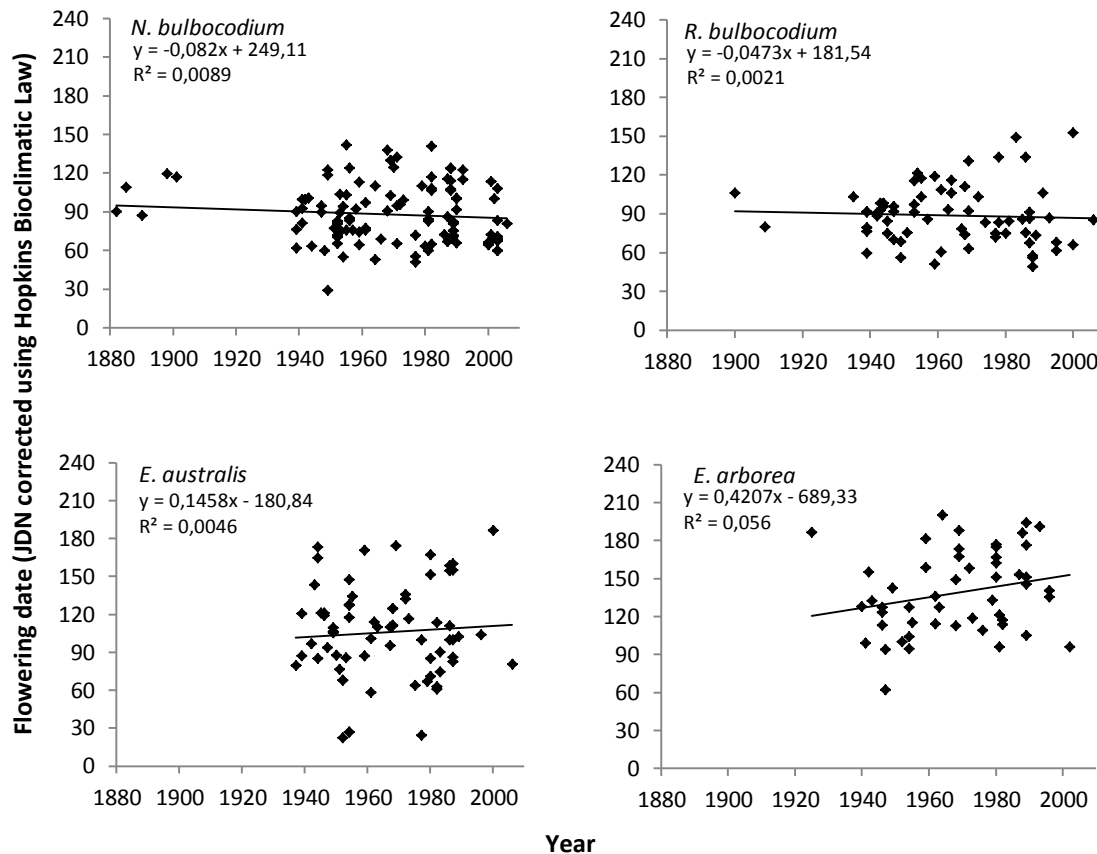 Flowering date (JDN corrected using Hopkins Bioclimatic Law)
N. bulbocodium
y = -0,082x + 249,11
R² = 0,0089
240
210
180
150
120
90
60
30
0
1880 1900 1920 1940 1960 1980 2000
R. bulbocodium
y = -0,0473x + 181,54
R² = 0,0021
240
210
180
150
120
90
60
30
0
1880 1900 1920 1940 1960 1980 2000
E. australis
y = 0,1458x - 180,84
R² = 0,0046
240
210
180
150
120
90
60
30
0
1880 1900 1920 1940 1960 1980 2000
E. arborea
y = 0,4207x - 689,33
R² = 0,056
240
210
180
150
120
90
60
30
0
1880 1900 1920 1940 1960 1980 2000
Year